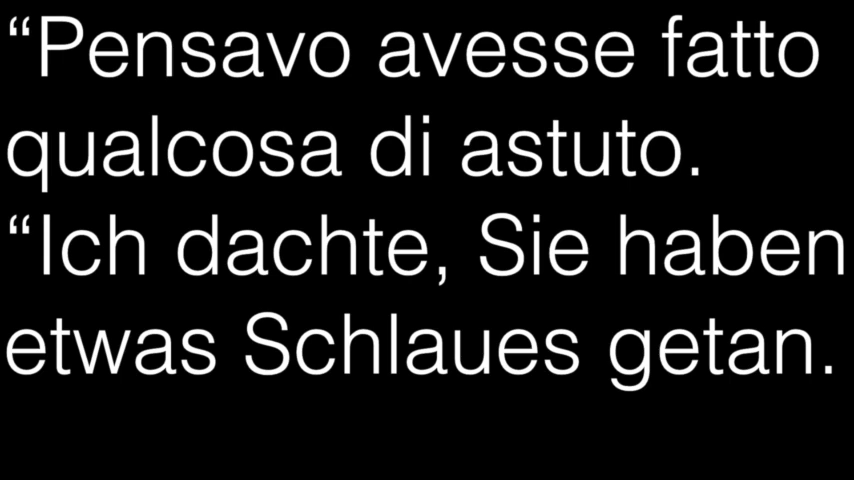 “Pensavo avesse fatto
qualcosa di astuto.
“Ich dachte, Sie haben
etwas Schlaues getan.